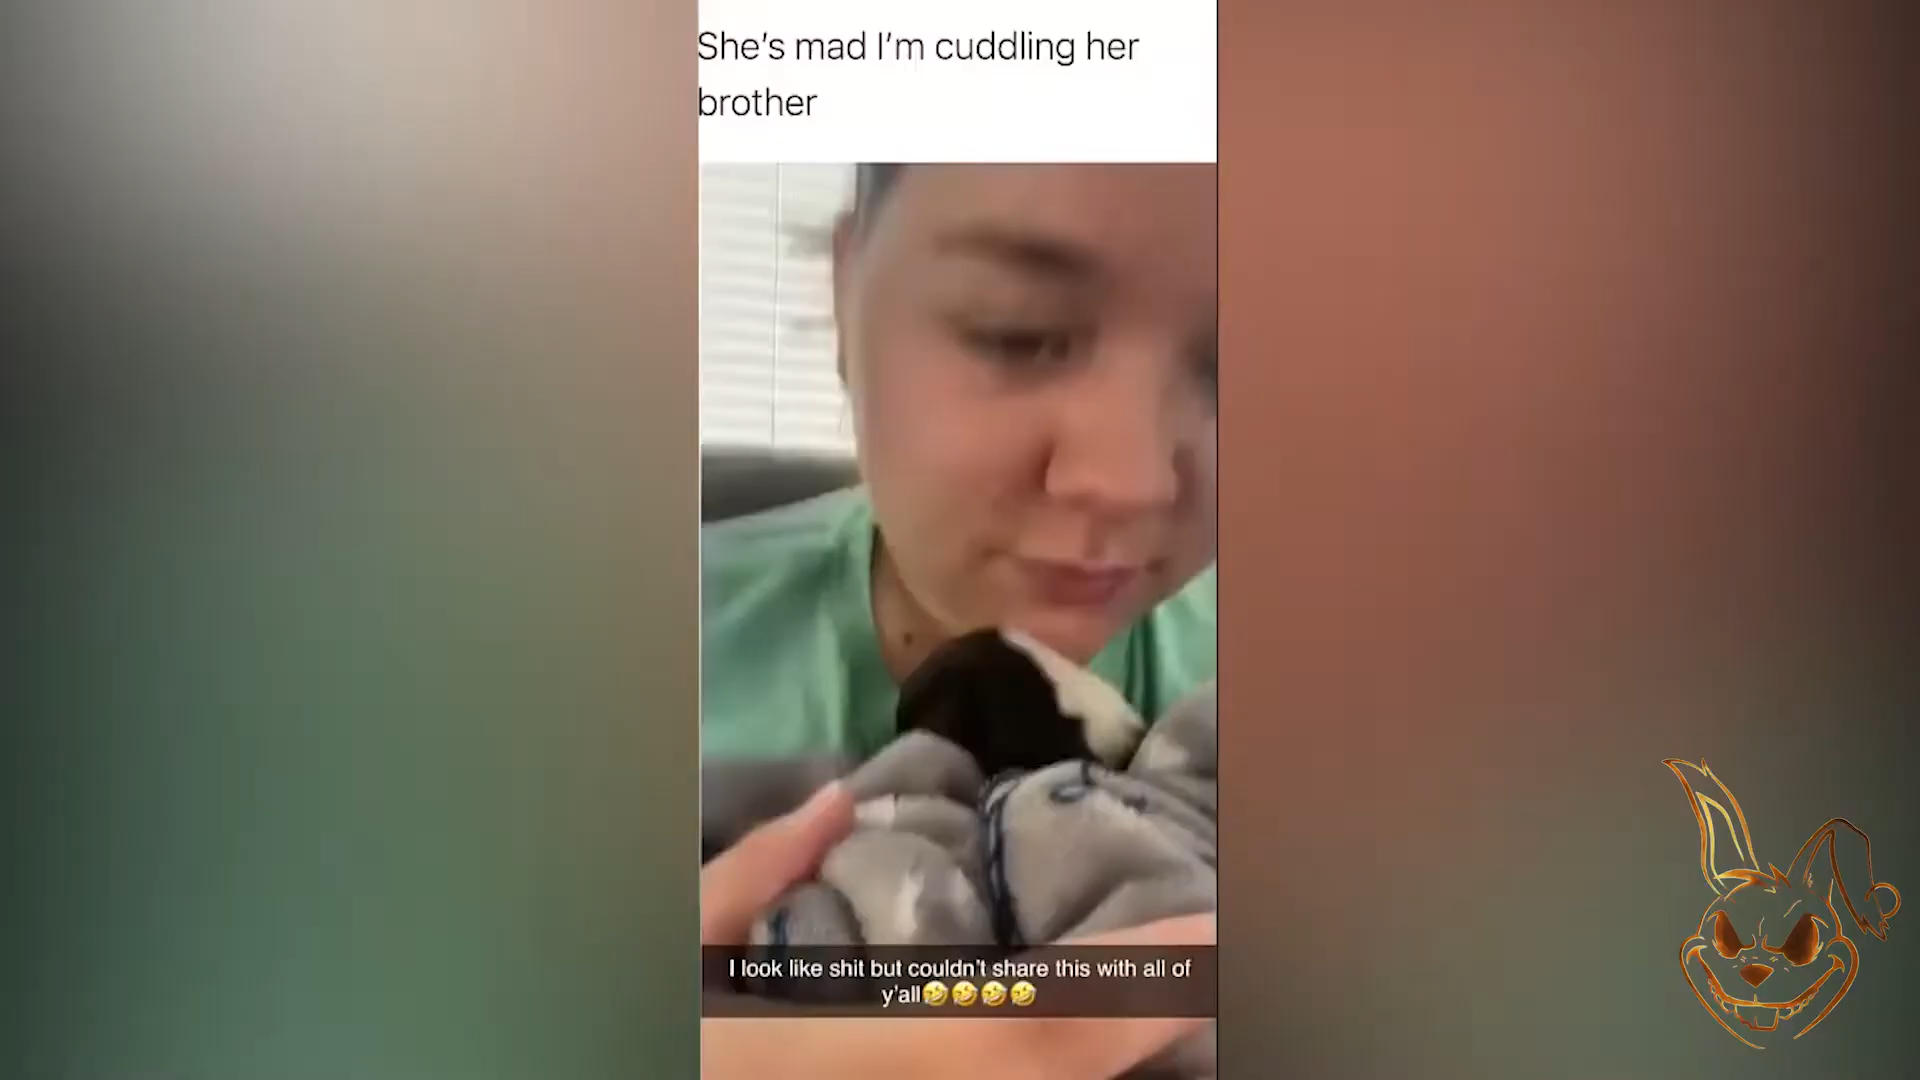 She's mad I'm cuddling her
brother
I look like shit but couldn't share this with all of
y'all🤣🤣🤣🤣